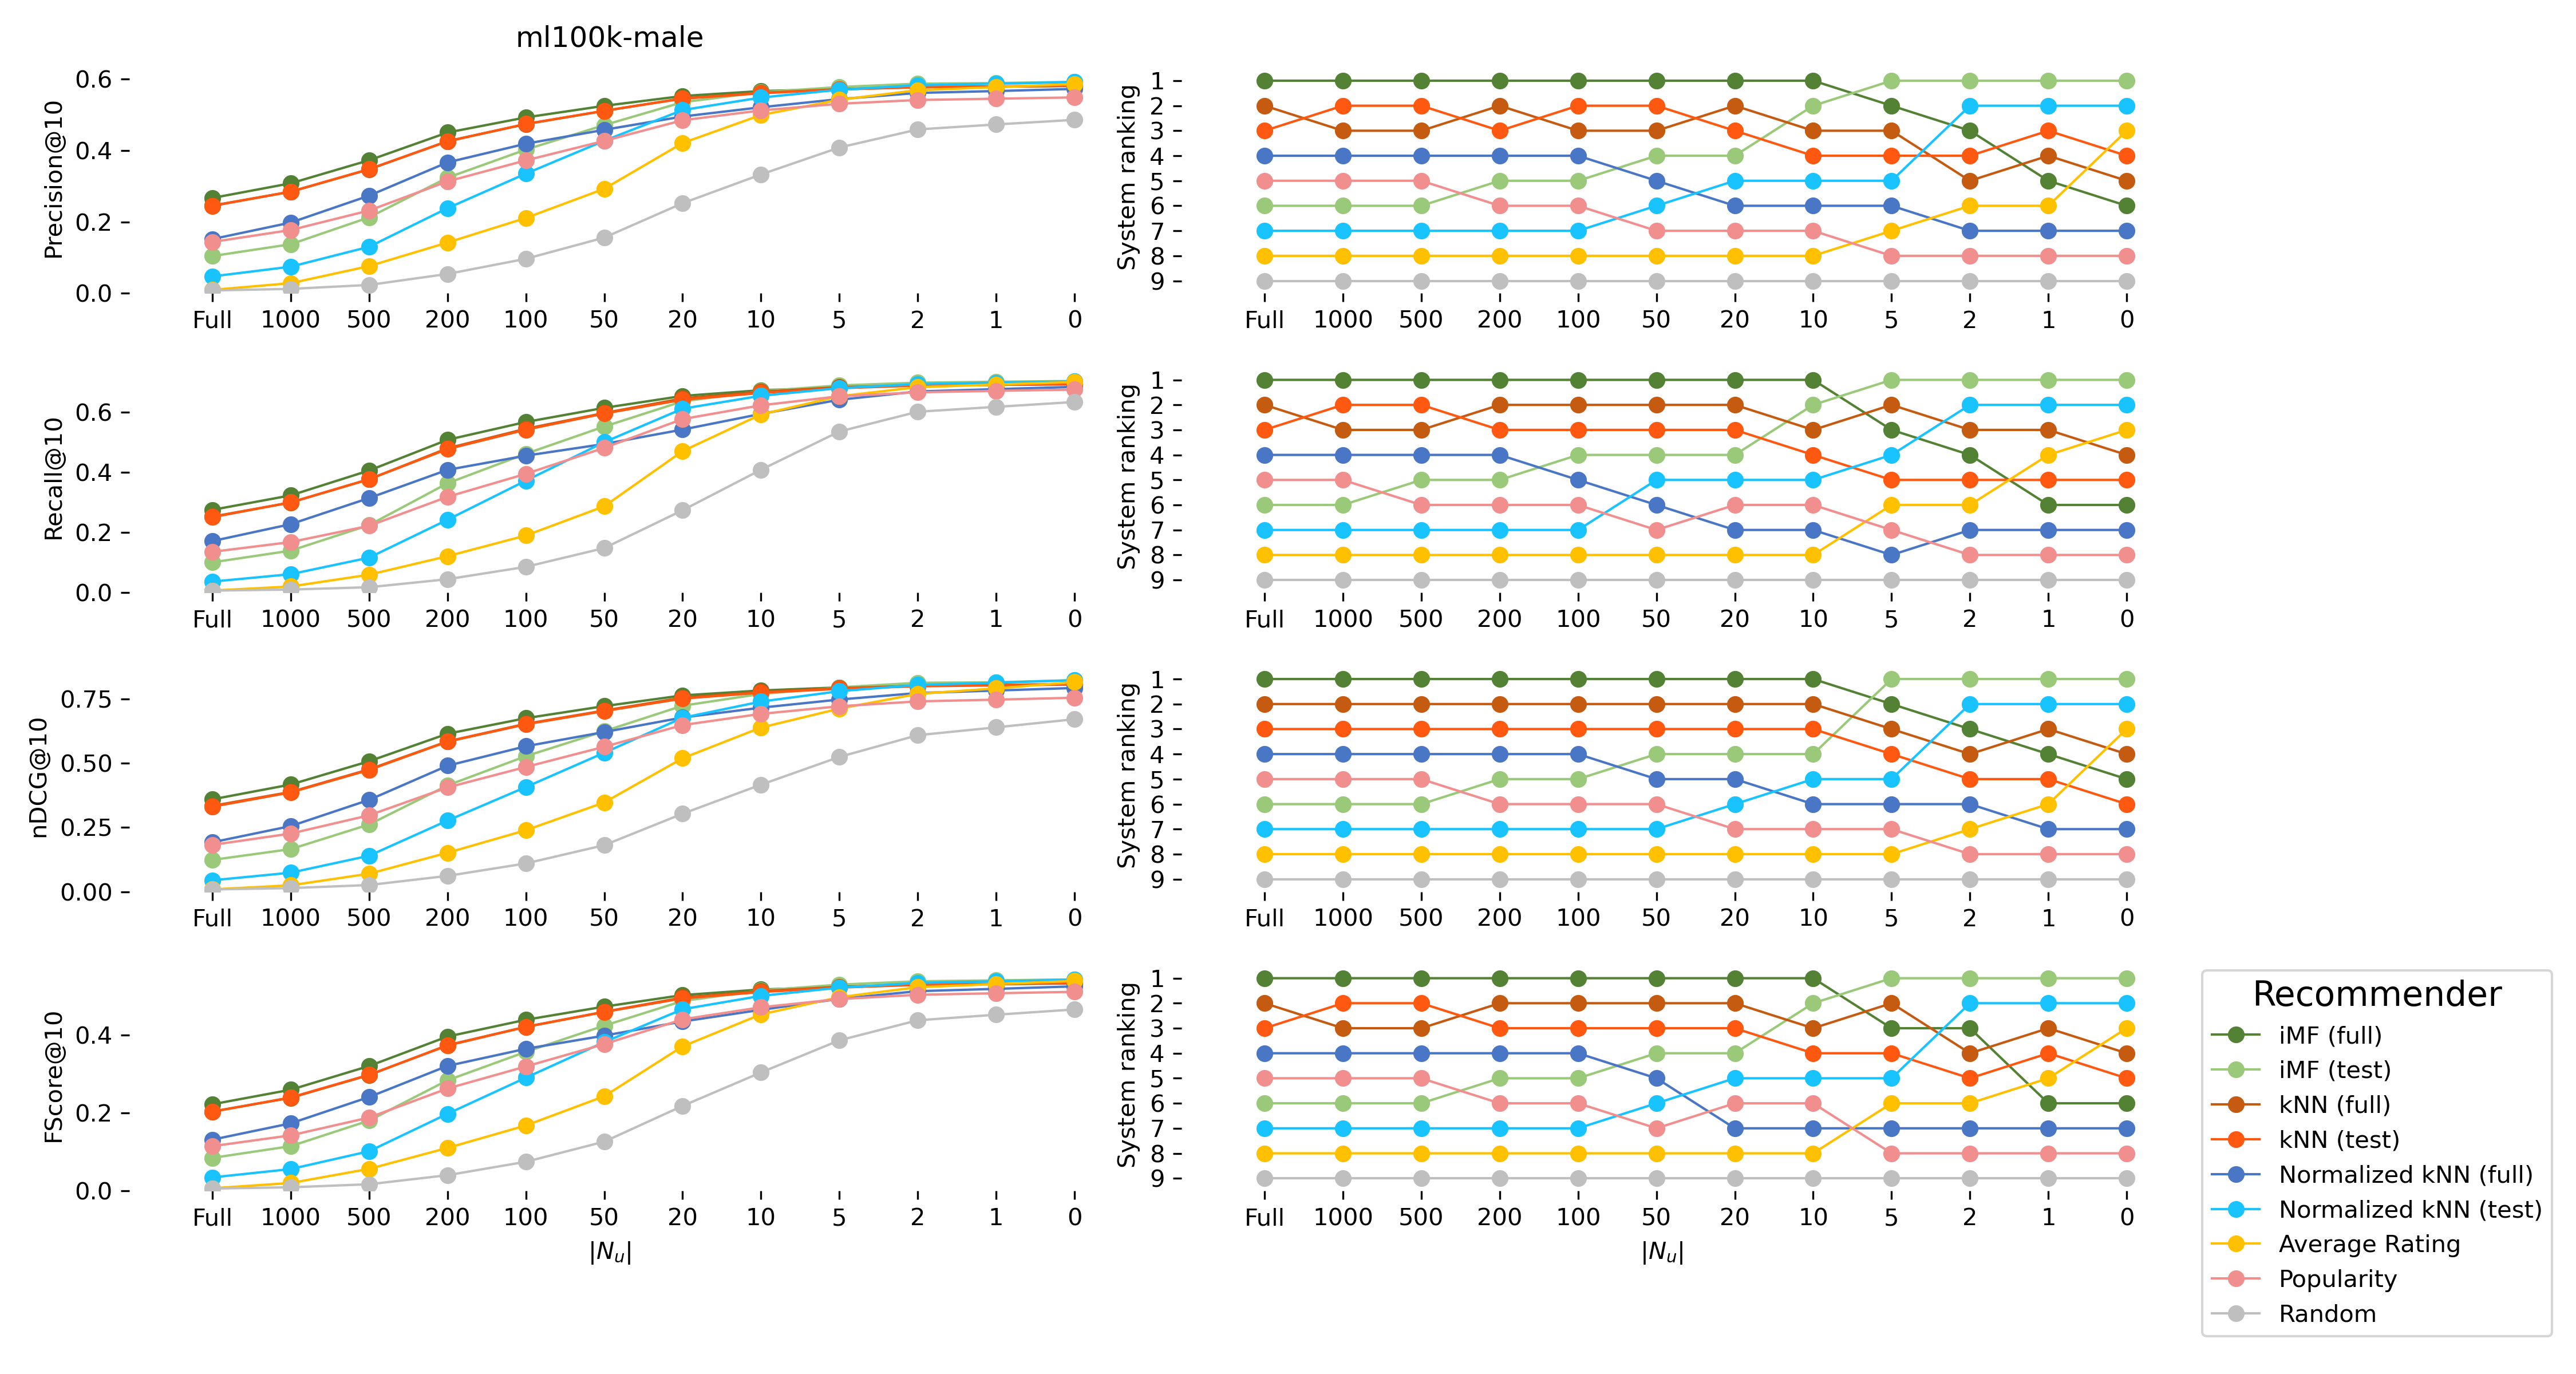 ml100k-male
Precision@10
0.6
0.4
0.2
0.0
Full 1000 500 200 100 50 20 10 5 2 1 0
System ranking
1
2
3
4
5
6
7
8
9
Full 1000 500 200 100 50 20 10 5 2 1 0
Recall@10
0.6
0.4
0.2
0.0
Full 1000 500 200 100 50 20 10 5 2 1 0
System ranking
1
2
3
4
5
6
7
8
9
Full 1000 500 200 100 50 20 10 5 2 1 0
nDCG@10
0.75
0.50
0.25
0.00
Full 1000 500 200 100 50 20 10 5 2 1 0
System ranking
1
2
3
4
5
6
7
8
9
Full 1000 500 200 100 50 20 10 5 2 1 0
FScore@10
0.4
0.2
0.0
Full 1000 500 200 100 50 20 10 5 2 1 0
|N_u|
System ranking
1
2
3
4
5
6
7
8
9
Full 1000 500 200 100 50 20 10 5 2 1 0
|N_u|
Recommender
iMF (full)
iMF (test)
kNN (full)
kNN (test)
Normalized kNN (full)
Normalized kNN (test)
Average Rating
Popularity
Random